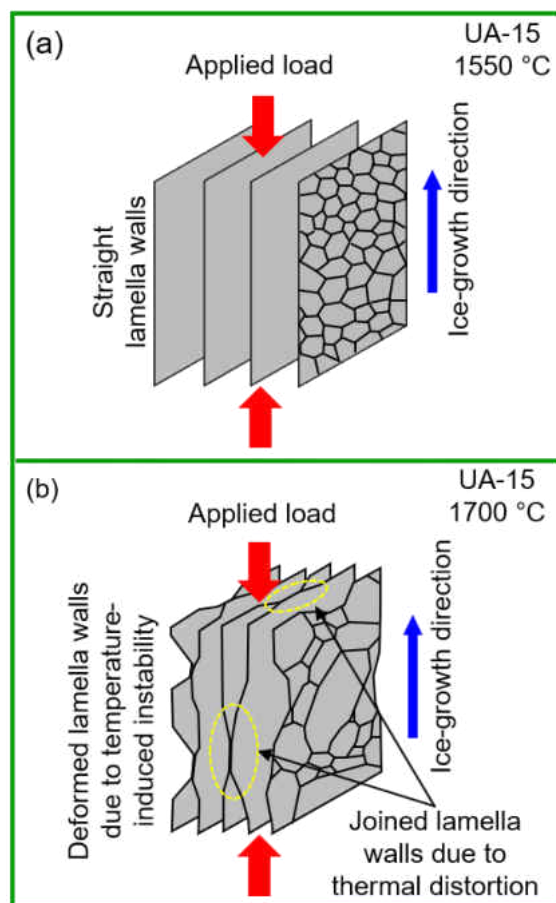 (a)
UA-15
1550 °C
Applied load
Straight
lamella walls
Ice-growth direction
(b)
UA-15
1700 °C
Applied load
Deformed lamella walls
due to temperature-
induced instability
Ice-growth direction
Joined lamella
walls due to
thermal distortion